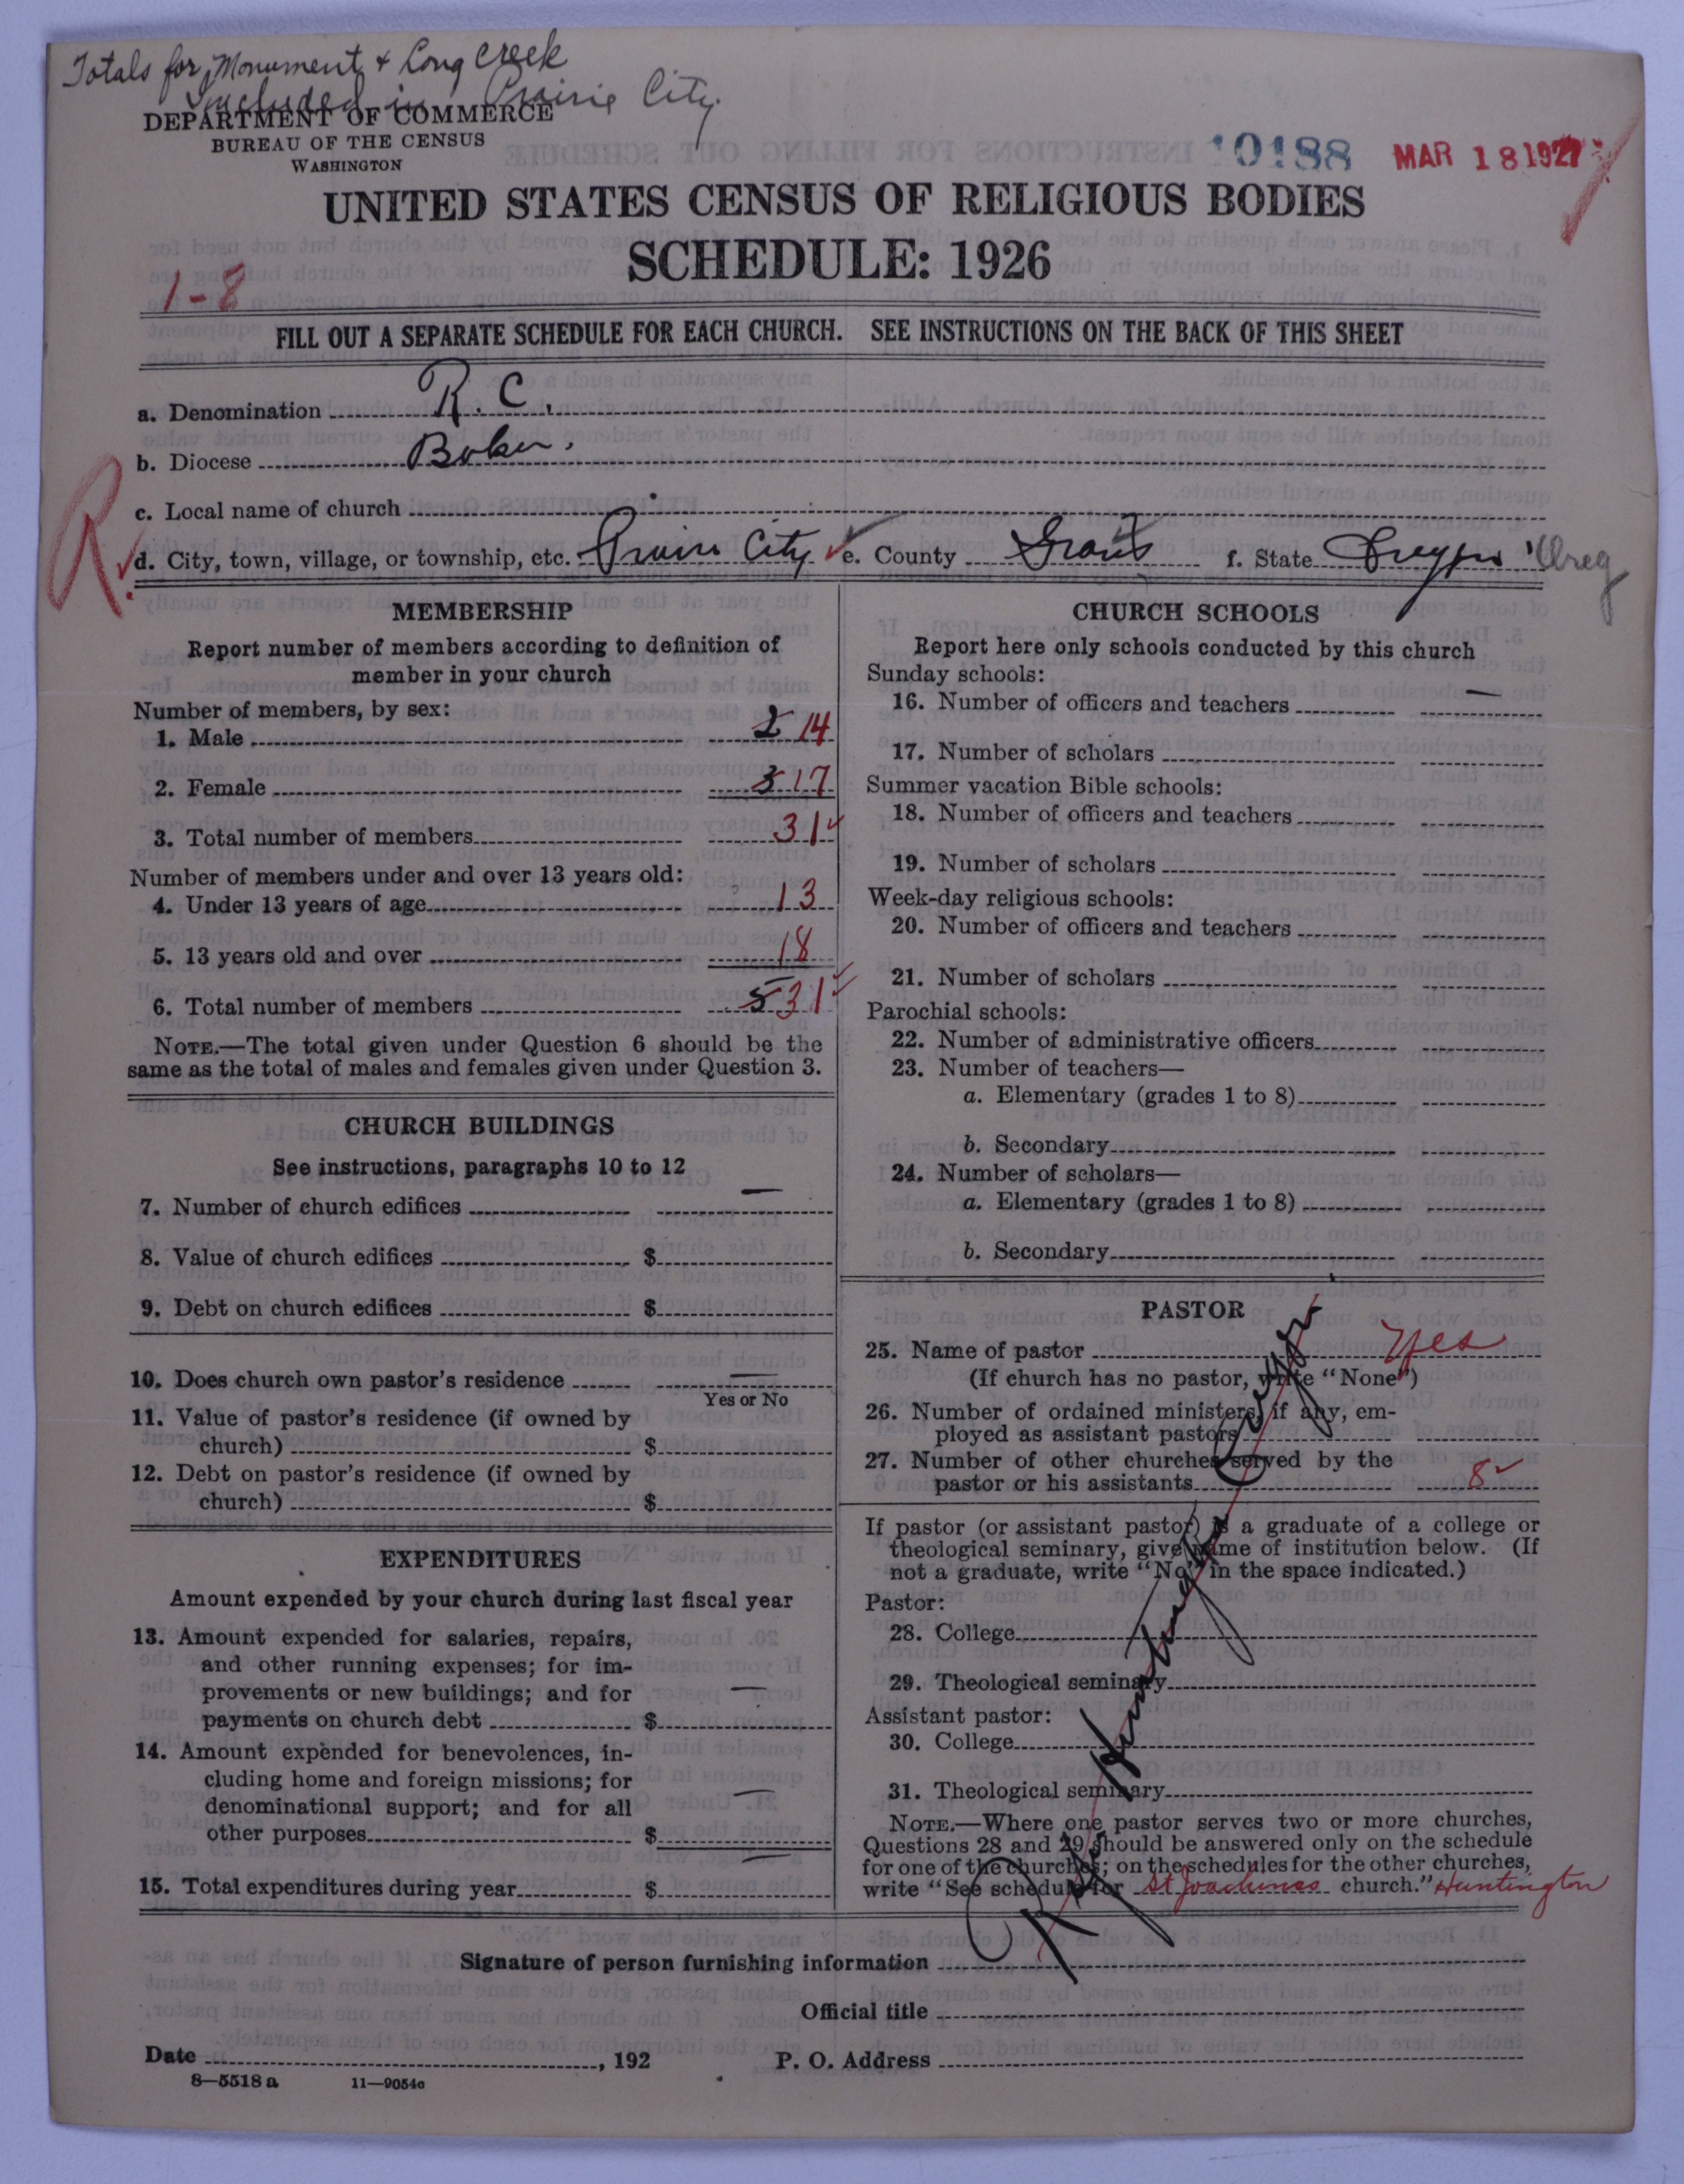 Totals for Monument & Long Creek
included in Prairie City.
DEPARTMENT OF COMMERCE
BUREAU OF THE CENSUS
WASHINGTON
10188 MAR 18 1927
UNITED STATES CENSUS OF RELIGIOUS BODIES
SCHEDULE: 1926
1-8
FILL OUT A SEPARATE SCHEDULE FOR EACH CHURCH. SEE INSTRUCTIONS ON THE BACK OF THIS SHEET
a. Denomination R. C.
b. Diocese Baker.
c. Local name of church
R.
d. City, town, village, or township, etc. Prairie City e. County Grant f. State Oregon Oreg
MEMBERSHIP
Report number of members according to definition of
member in your church
Number of members, by sex:
1. Male 2 14
2. Female 3 17
3. Total number of members 31
Number of members under and over 13 years old:
4. Under 13 years of age 13
5. 13 years old and over 18
6. Total number of members 5 31
NOTE.—The total given under Question 6 should be the
same as the total of males and females given under Question 3.
CHURCH BUILDINGS
See instructions, paragraphs 10 to 12
7. Number of church edifices —
8. Value of church edifices $
9. Debt on church edifices $
10. Does church own pastor's residence —
Yes or No
11. Value of pastor's residence (if owned by
church) $
12. Debt on pastor's residence (if owned by
church) $
EXPENDITURES
Amount expended by your church during last fiscal year
13. Amount expended for salaries, repairs,
and other running expenses; for im-
provements or new buildings; and for
payments on church debt $ —
14. Amount expended for benevolences, in-
cluding home and foreign missions; for
denominational support; and for all
other purposes $ —
15. Total expenditures during year $ —
CHURCH SCHOOLS
Report here only schools conducted by this church
Sunday schools:
16. Number of officers and teachers —
17. Number of scholars
Summer vacation Bible schools:
18. Number of officers and teachers
19. Number of scholars
Week-day religious schools:
20. Number of officers and teachers
21. Number of scholars
Parochial schools:
22. Number of administrative officers
23. Number of teachers—
a. Elementary (grades 1 to 8)
b. Secondary
24. Number of scholars—
a. Elementary (grades 1 to 8)
b. Secondary
PASTOR
25. Name of pastor yes
(If church has no pastor, write "None")
26. Number of ordained ministers, if any, em-
ployed as assistant pastors
27. Number of other churches served by the
pastor or his assistants 8
If pastor (or assistant pastor) is a graduate of a college or
theological seminary, give name of institution below. (If
not a graduate, write "No" in the space indicated.)
Pastor:
28. College
29. Theological seminary
Assistant pastor:
30. College
31. Theological seminary
Huntington Oregon
NOTE.—Where one pastor serves two or more churches,
Questions 28 and 29 should be answered only on the schedule
for one of the churches; on the schedules for the other churches,
write "See schedule for St Joachims church." Huntington
Signature of person furnishing information
Official title
Date , 192 P. O. Address
8—5518 a 11—9054c